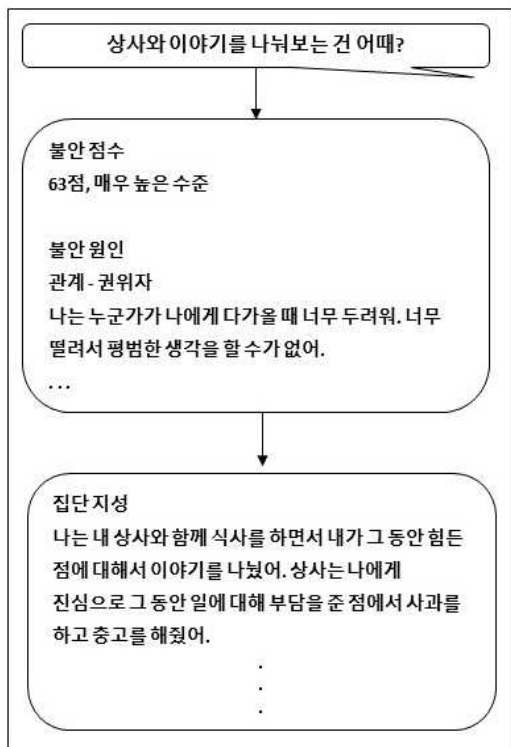 상사와 이야기를 나눠보는 건 어때?
불안 점수
63점, 매우 높은 수준
불안 원인
관계 - 권위자
나는 누군가가 나에게 다가올 때 너무 두려워. 너무
떨려서 평범한 생각을 할 수가 없어.
...
집단 지성
나는 내 상사와 함께 식사를 하면서 내가 그 동안 힘든
점에 대해서 이야기를 나눴어. 상사는 나에게
진심으로 그 동안 일에 대해 부담을 준 점에서 사과를
하고 충고를 해줬어.
.
.
.